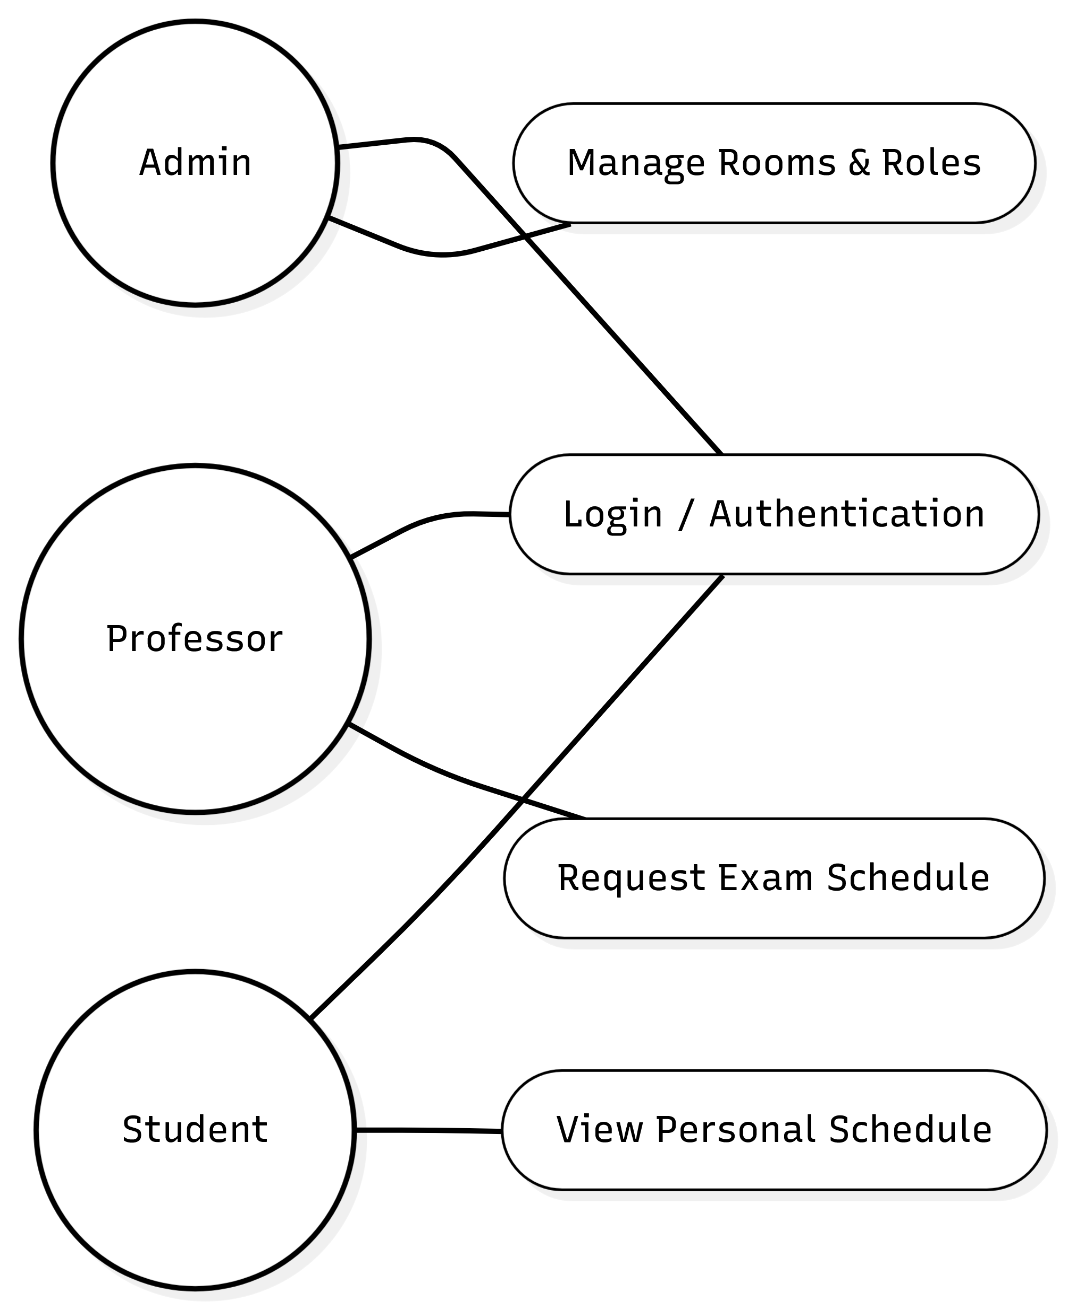 Admin
Manage Rooms & Roles
Login / Authentication
Professor
Request Exam Schedule
Student
View Personal Schedule